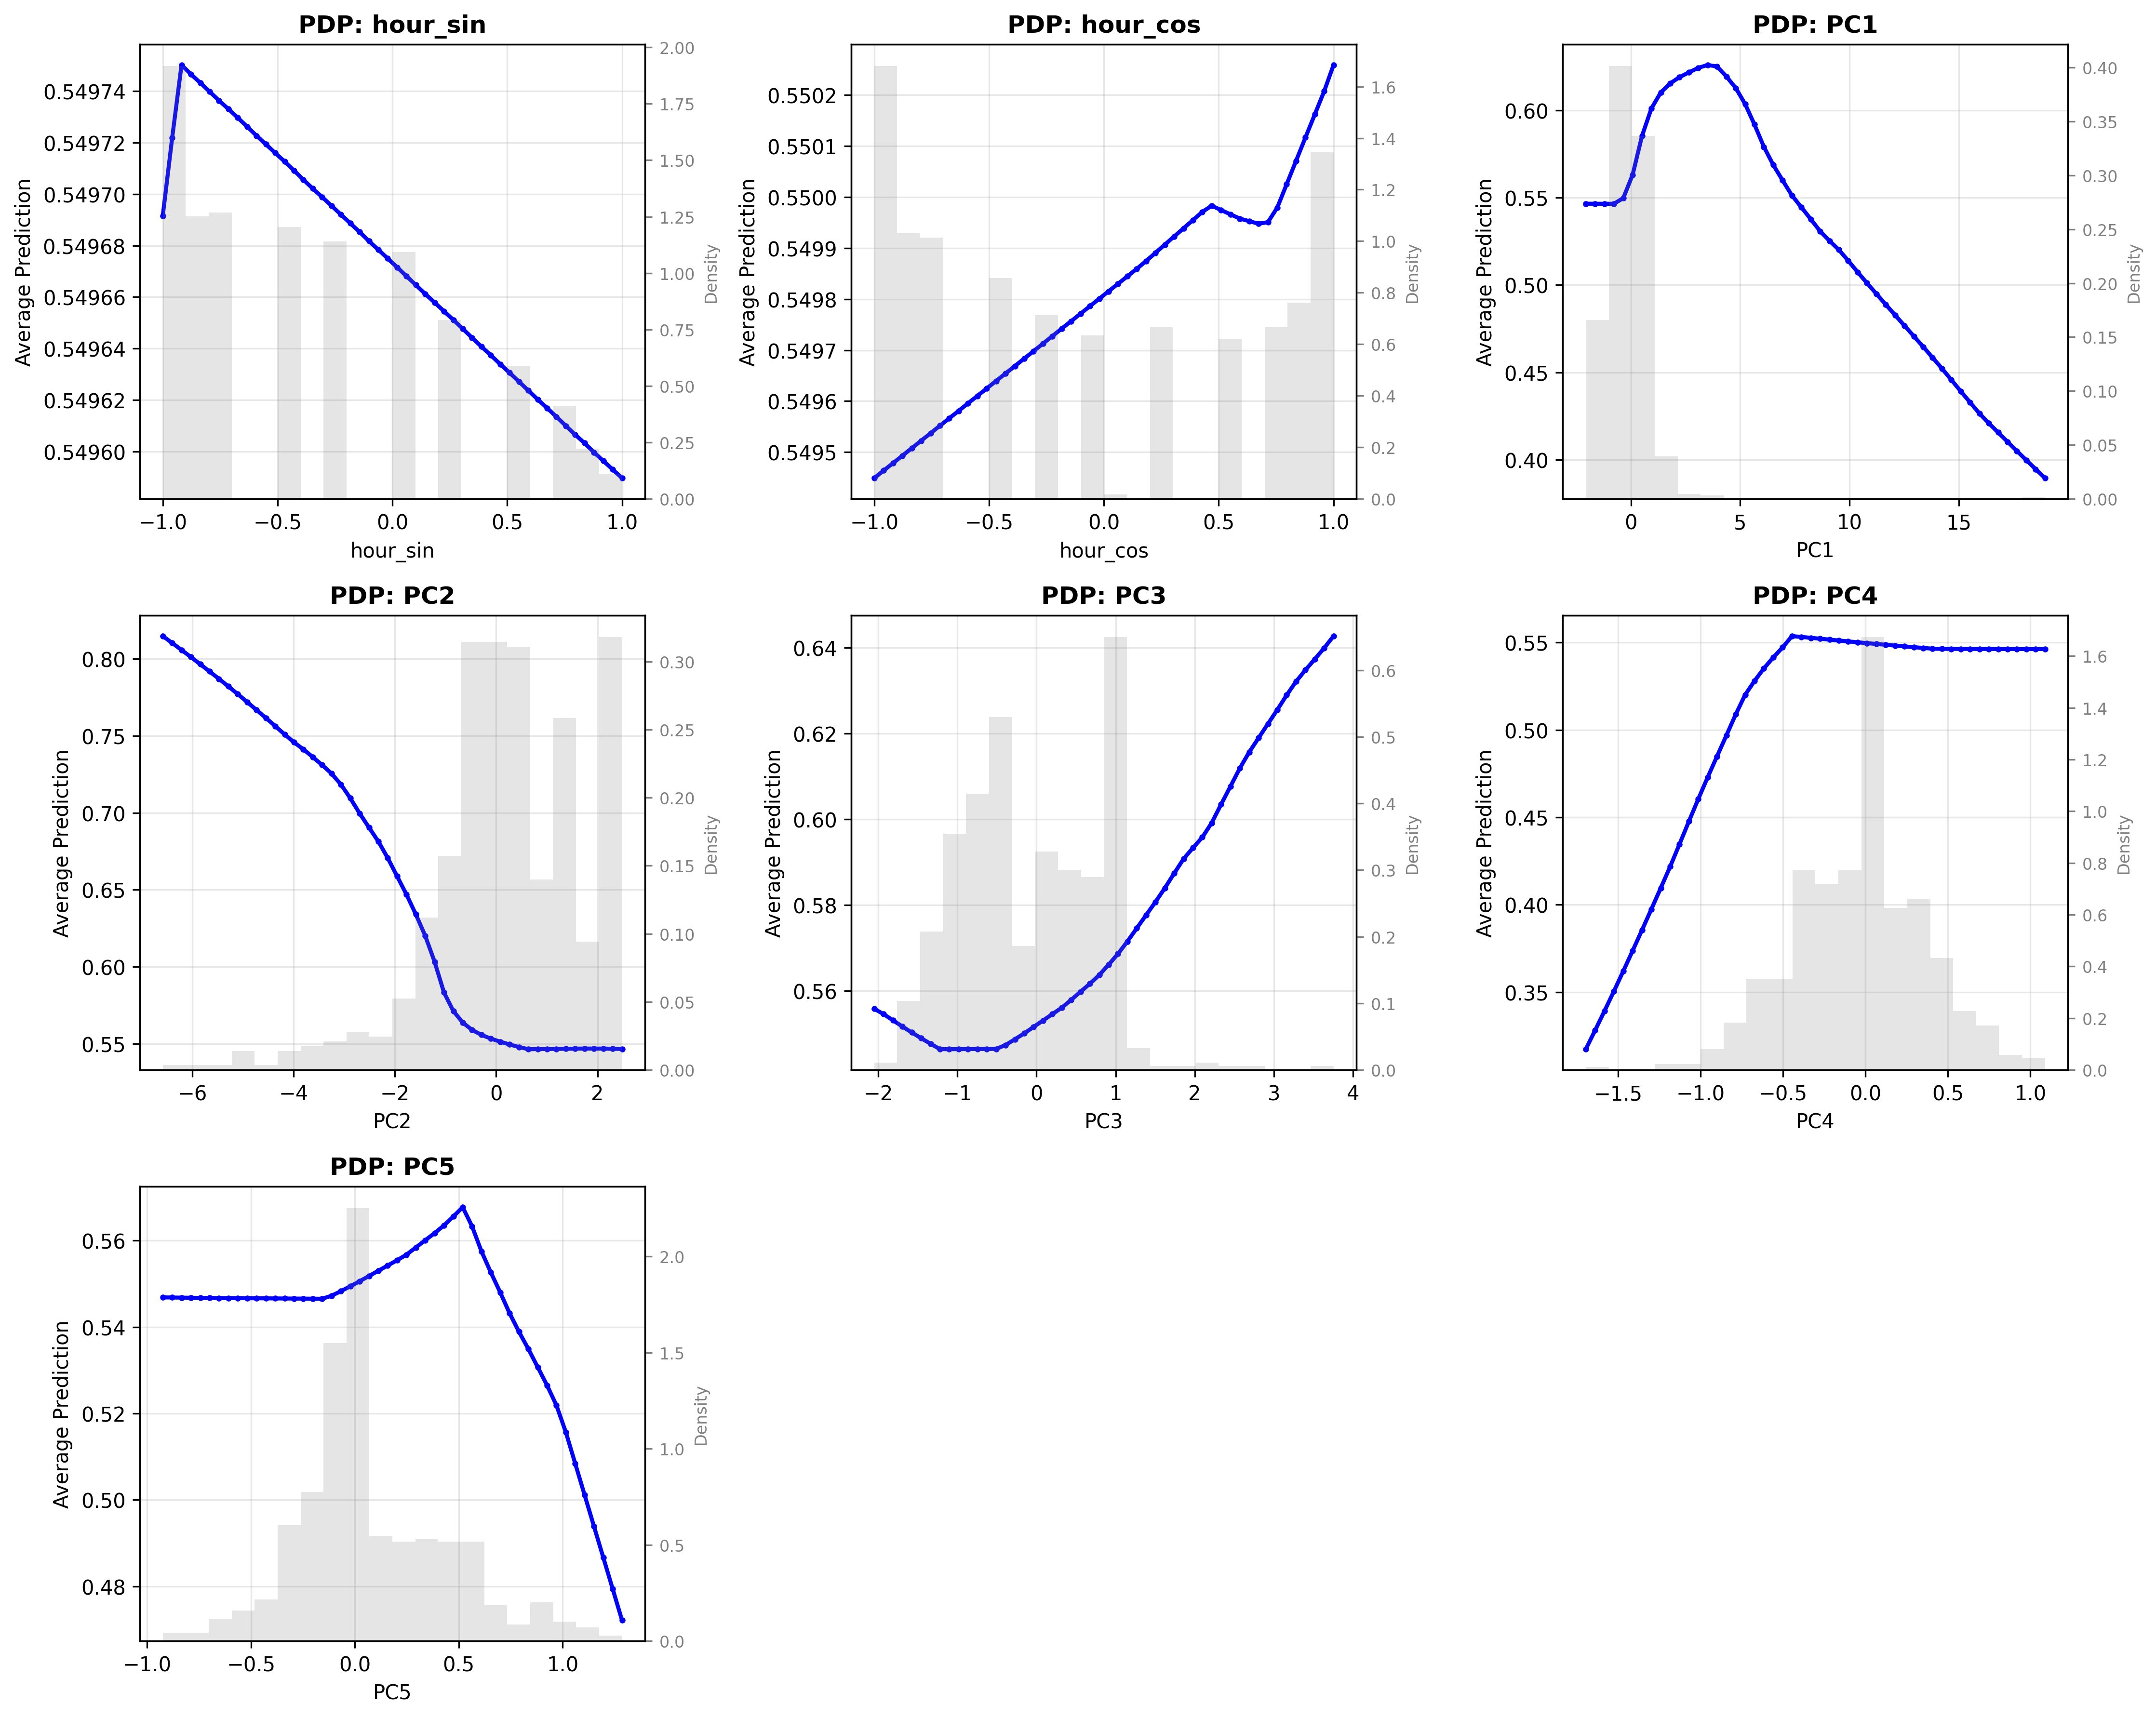 PDP: hour_sin
0.54974
0.54972
0.54970
0.54968
0.54966
0.54964
0.54962
0.54960
Average Prediction
2.00
1.75
1.50
1.25
1.00
0.75
0.50
0.25
0.00
Density
−1.0 −0.5 0.0 0.5 1.0
hour_sin
PDP: hour_cos
0.5502
0.5501
0.5500
0.5499
0.5498
0.5497
0.5496
0.5495
Average Prediction
1.6
1.4
1.2
1.0
0.8
0.6
0.4
0.2
0.0
Density
−1.0 −0.5 0.0 0.5 1.0
hour_cos
PDP: PC1
0.60
0.55
0.50
0.45
0.40
Average Prediction
0.40
0.35
0.30
0.25
0.20
0.15
0.10
0.05
0.00
Density
0 5 10 15
PC1
PDP: PC2
0.80
0.75
0.70
0.65
0.60
0.55
Average Prediction
0.30
0.25
0.20
0.15
0.10
0.05
0.00
Density
−6 −4 −2 0 2
PC2
PDP: PC3
0.64
0.62
0.60
0.58
0.56
Average Prediction
0.6
0.5
0.4
0.3
0.2
0.1
0.0
Density
−2 −1 0 1 2 3 4
PC3
PDP: PC4
0.55
0.50
0.45
0.40
0.35
Average Prediction
1.6
1.4
1.2
1.0
0.8
0.6
0.4
0.2
0.0
Density
−1.5 −1.0 −0.5 0.0 0.5 1.0
PC4
PDP: PC5
0.56
0.54
0.52
0.50
0.48
Average Prediction
2.0
1.5
1.0
0.5
0.0
Density
−1.0 −0.5 0.0 0.5 1.0
PC5